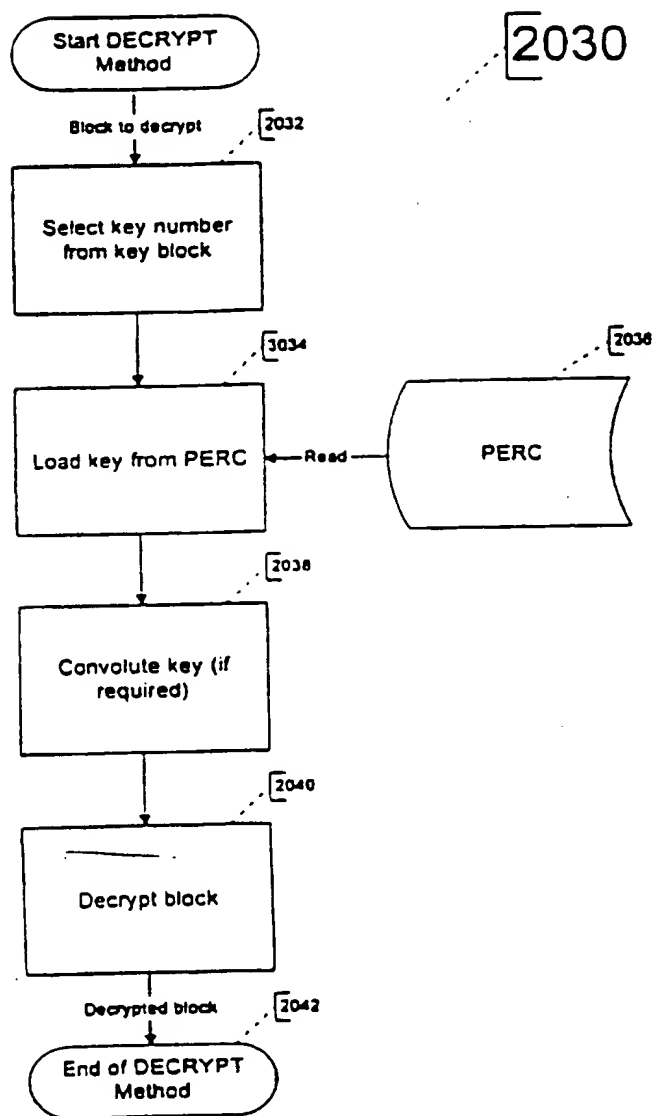 Start DECRYPT
Method
2030
Block to decrypt
2032
Select key number
from key block
3034
2036
Load key from PERC
Read
PERC
2038
Convolute key (if
required)
2040
Decrypt block
Decrypted block
2042
End of DECRYPT
Method